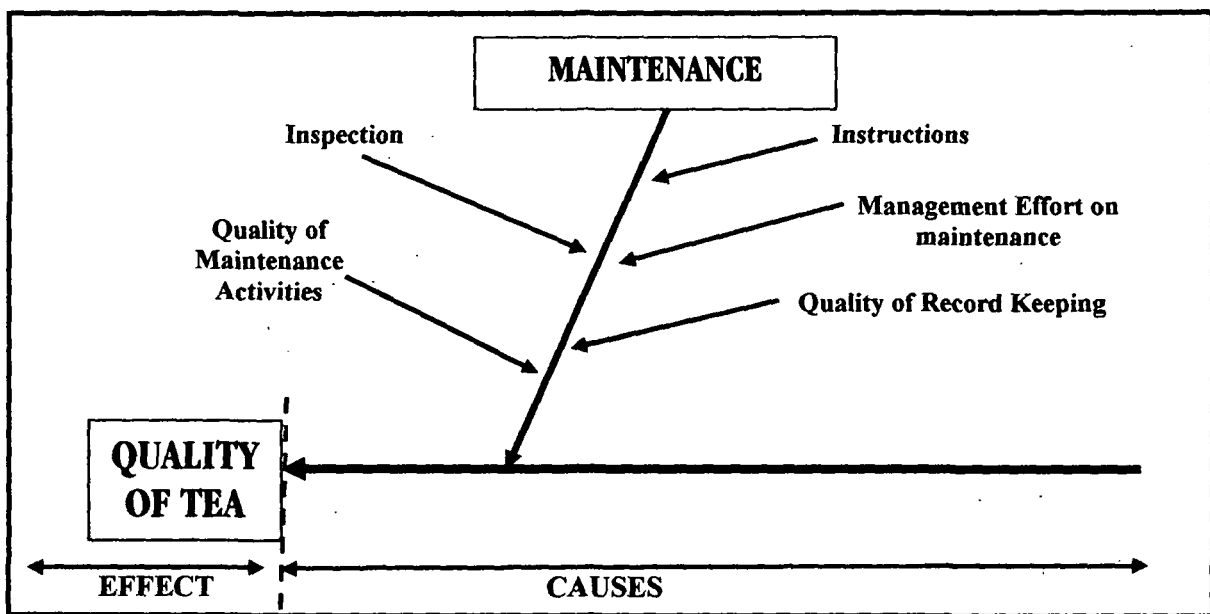 MAINTENANCE
Inspection
Instructions
Quality of
Maintenance
Activities
Management Effort on
maintenance
Quality of Record Keeping
QUALITY
OF TEA
EFFECT
CAUSES